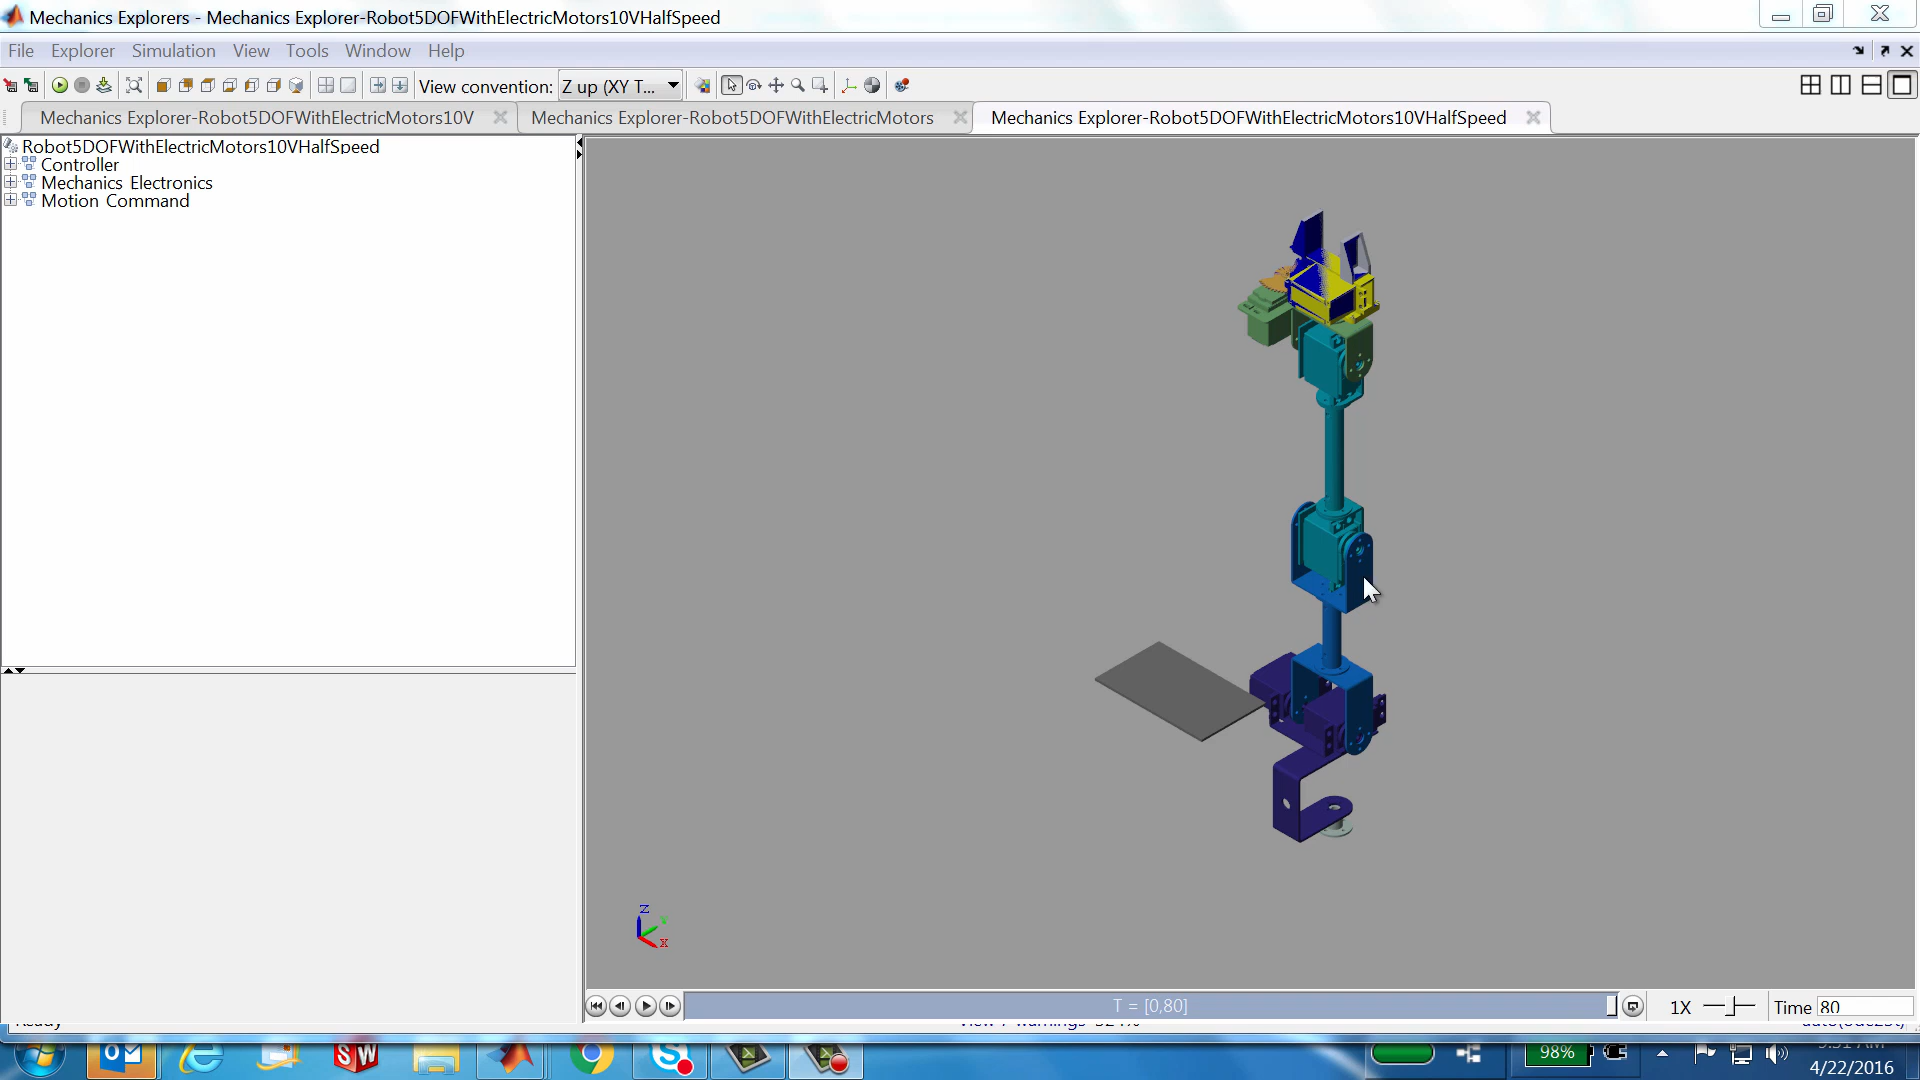 Mechanics Explorers - Mechanics Explorer-Robot5DOFWithElectricMotors10VHalfSpeed
File Explorer Simulation View Tools Window Help
View convention: Z up (XY T...
Mechanics Explorer-Robot5DOFWithElectricMotors10V Mechanics Explorer-Robot5DOFWithElectricMotors Mechanics Explorer-Robot5DOFWithElectricMotors10VHalfSpeed
Robot5DOFWithElectricMotors10VHalfSpeed
Controller
Mechanics Electronics
Motion Command
Z
Y
X
T = [0,80] 1X Time 80
SW
98%
4/22/2016